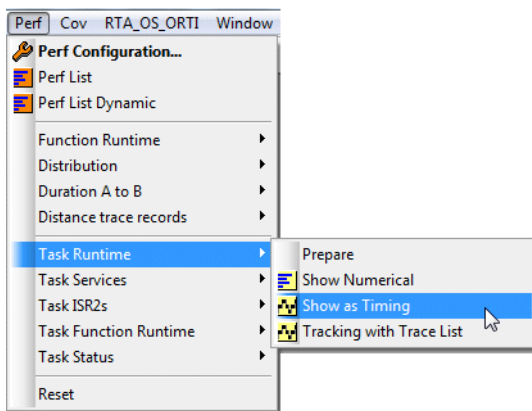 Perf Cov RTA_OS_ORTI Window
Perf Configuration...
Perf List
Perf List Dynamic
Function Runtime
Distribution
Duration A to B
Distance trace records
Task Runtime
Task Services
Task ISR2s
Task Function Runtime
Task Status
Reset
Prepare
Show Numerical
Show as Timing
Tracking with Trace List